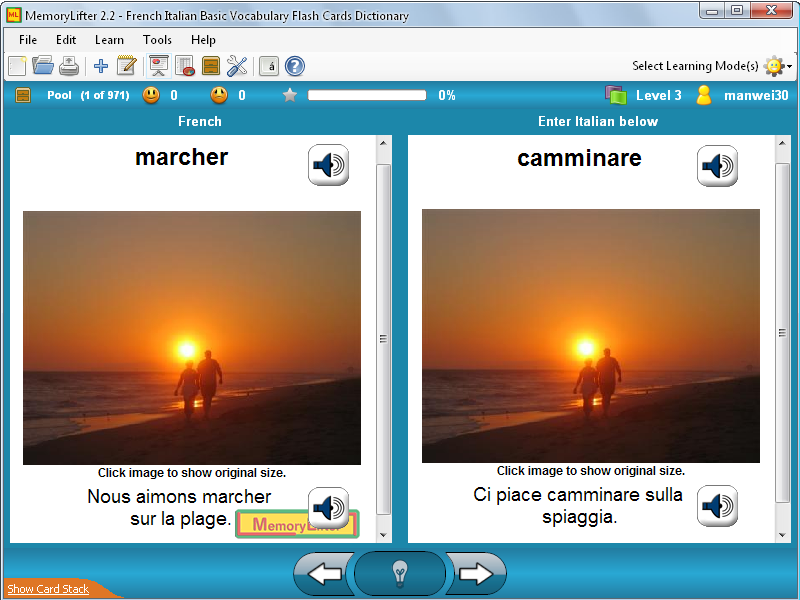 MemoryLifter 2.2 - French Italian Basic Vocabulary Flash Cards Dictionary
File Edit Learn Tools Help
á ? Select Learning Mode(s)
Pool (1 of 971) 0 0 0% Level 3 manwei30
French
Enter Italian below
marcher
camminare
Click image to show original size.
Click image to show original size.
Nous aimons marcher
sur la plage.
Ci piace camminare sulla
spiaggia.
Show Card Stack